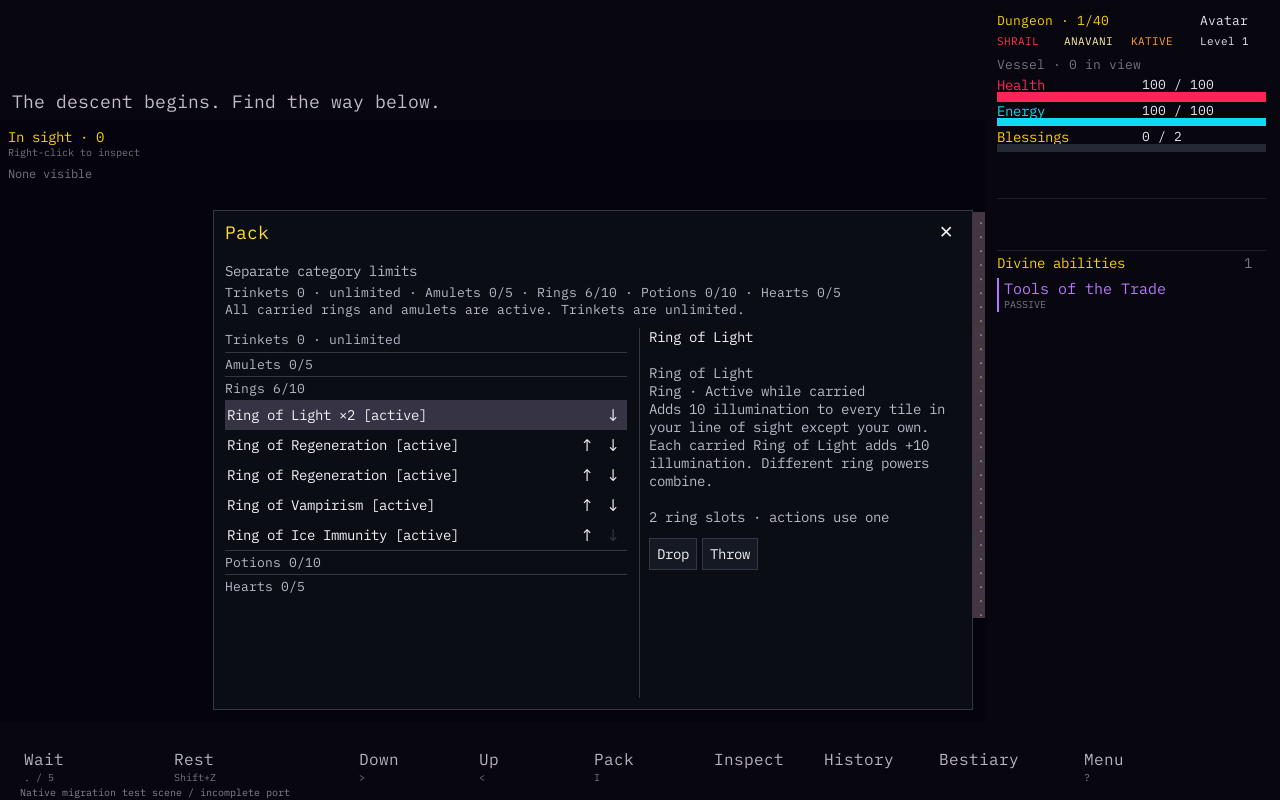 Dungeon · 1/40 Avatar
SHRAIL ANAVANI KATIVE Level 1
Vessel · 0 in view
Health 100 / 100
Energy 100 / 100
Blessings 0 / 2
The descent begins. Find the way below.
In sight · 0
Right-click to inspect
None visible
Divine abilities 1
Tools of the Trade
PASSIVE
Pack ✕
Separate category limits
Trinkets 0 · unlimited · Amulets 0/5 · Rings 6/10 · Potions 0/10 · Hearts 0/5
All carried rings and amulets are active. Trinkets are unlimited.
Trinkets 0 · unlimited
Amulets 0/5
Rings 6/10
Ring of Light ×2 [active] ↓
Ring of Regeneration [active] ↑ ↓
Ring of Regeneration [active] ↑ ↓
Ring of Vampirism [active] ↑ ↓
Ring of Ice Immunity [active] ↑ ↓
Potions 0/10
Hearts 0/5
Ring of Light
Ring of Light
Ring · Active while carried
Adds 10 illumination to every tile in
your line of sight except your own.
Each carried Ring of Light adds +10
illumination. Different ring powers
combine.
2 ring slots · actions use one
Drop Throw
Wait Rest Down Up Pack Inspect History Bestiary Menu
. / 5 Shift+Z > < I ?
Native migration test scene / incomplete port